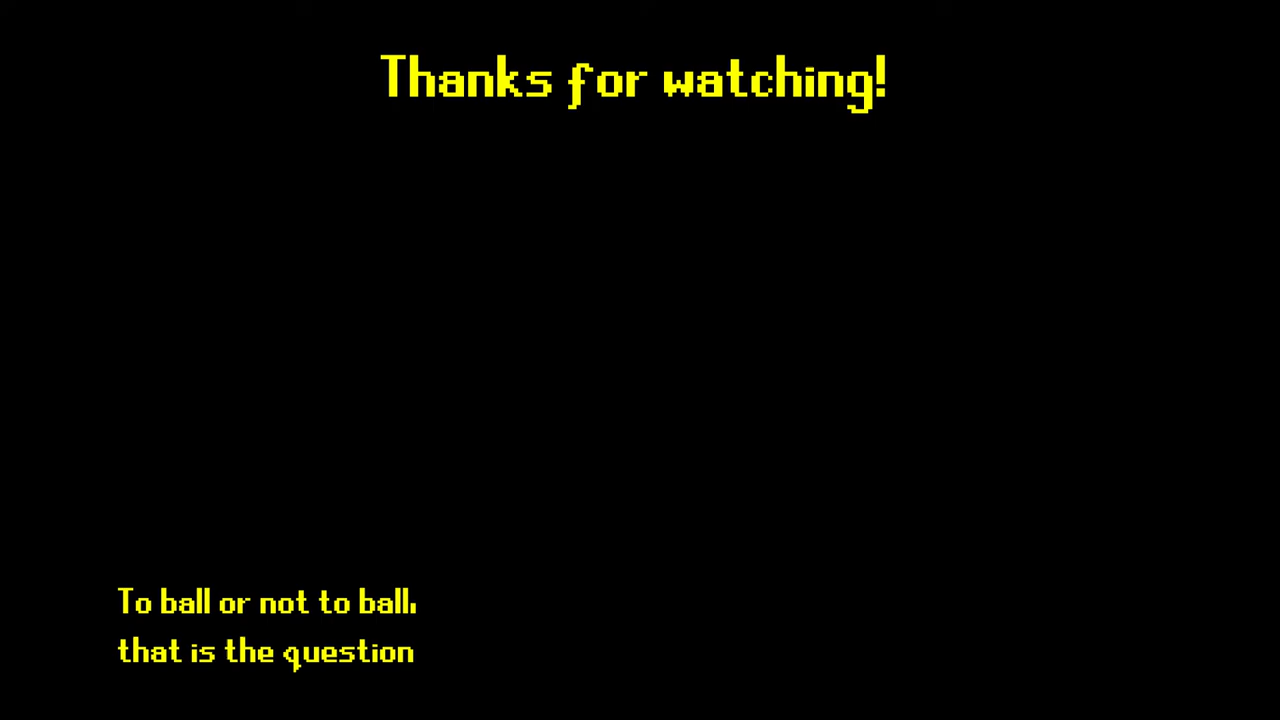 Thanks for watching!
To ball or not to ball,
that is the question